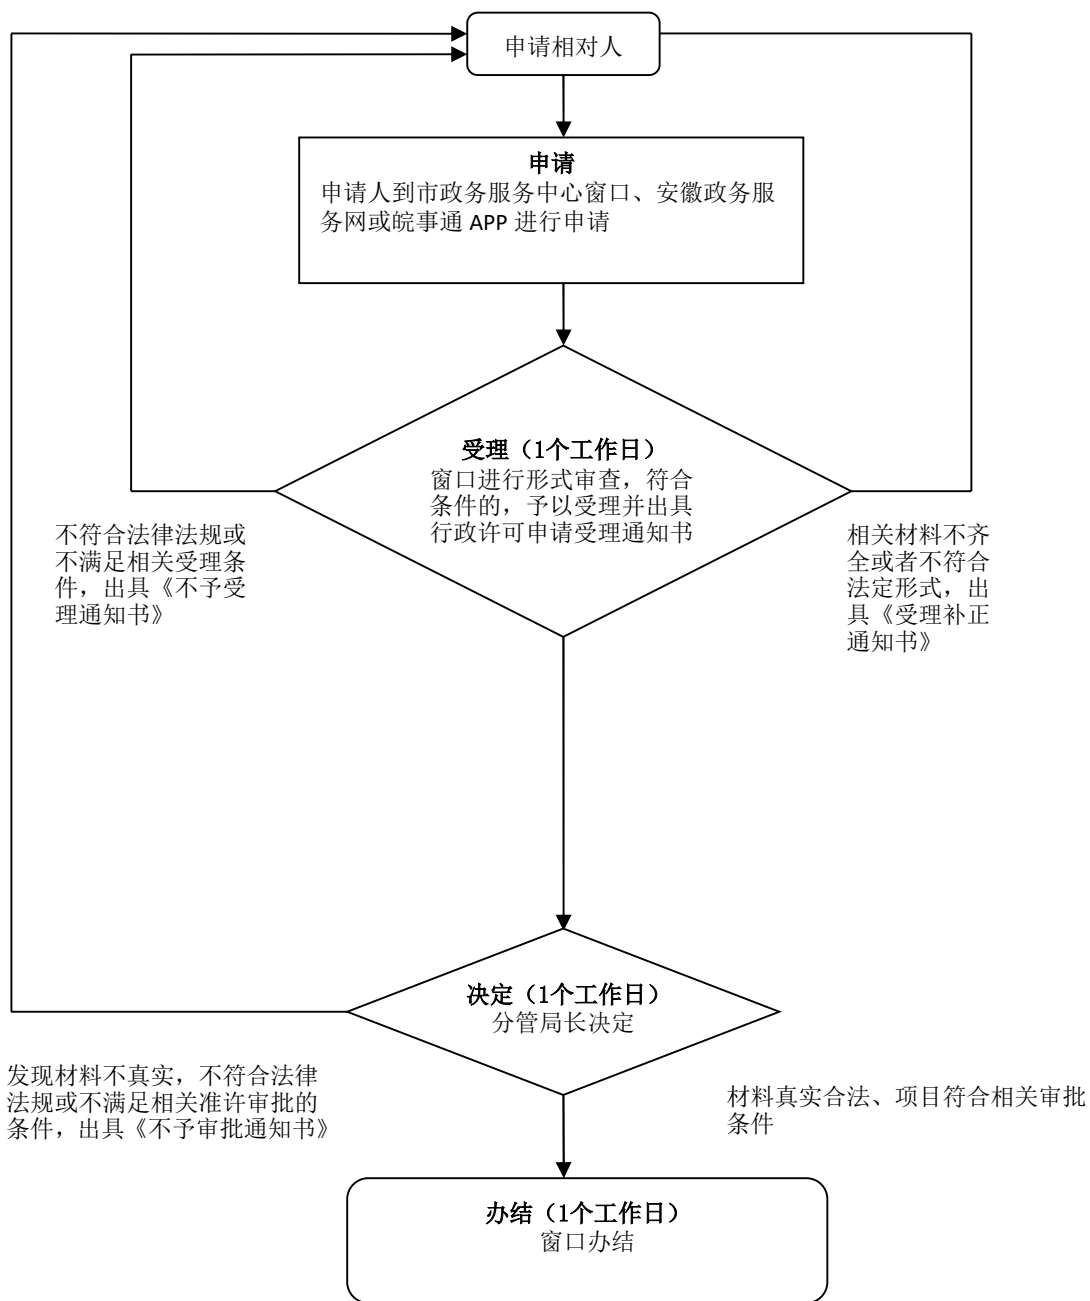 申请相对人
申请
申请人到市政务服务中心窗口、安徽政务服
务网或皖事通 APP 进行申请
受理（1个工作日）
窗口进行形式审查，符合
条件的，予以受理并出具
行政许可申请受理通知书
不符合法律法规或
不满足相关受理条
件，出具《不予受
理通知书》
相关材料不齐
全或者不符合
法定形式，出
具《受理补正
通知书》
决定（1个工作日）
分管局长决定
发现材料不真实，不符合法律
法规或不满足相关准许审批的
条件，出具《不予审批通知书》
材料真实合法、项目符合相关审批
条件
办结（1个工作日）
窗口办结